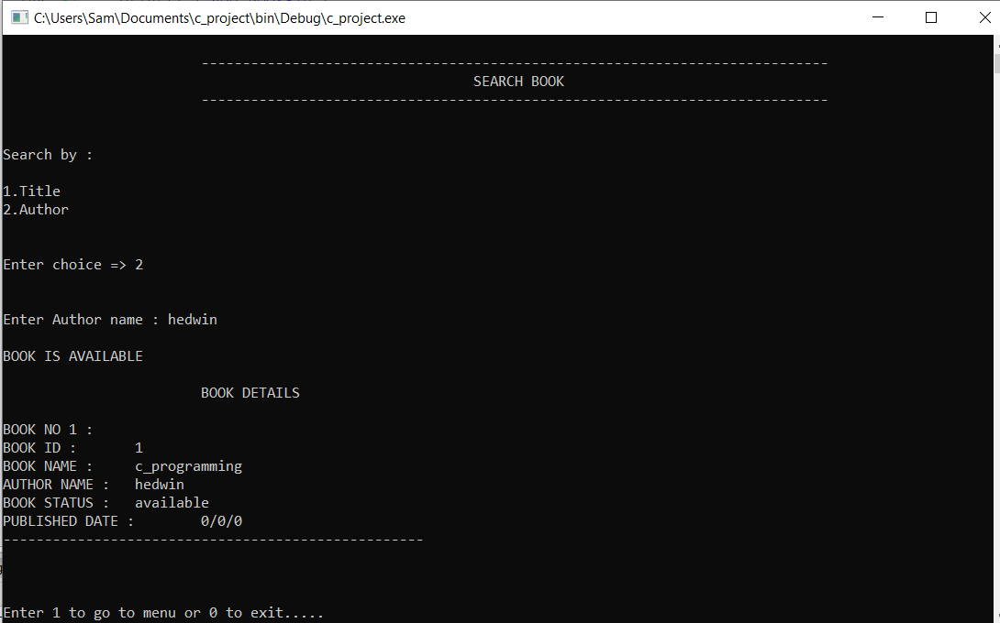 C:\Users\Sam\Documents\c_project\bin\Debug\c_project.exe
----------------------------------------------------------------------------
SEARCH BOOK
----------------------------------------------------------------------------
Search by :
1.Title
2.Author
Enter choice => 2
Enter Author name : hedwin
BOOK IS AVAILABLE
BOOK DETAILS
BOOK NO 1 :
BOOK ID : 1
BOOK NAME : c_programming
AUTHOR NAME : hedwin
BOOK STATUS : available
PUBLISHED DATE : 0/0/0
---------------------------------------------------
Enter 1 to go to menu or 0 to exit.....